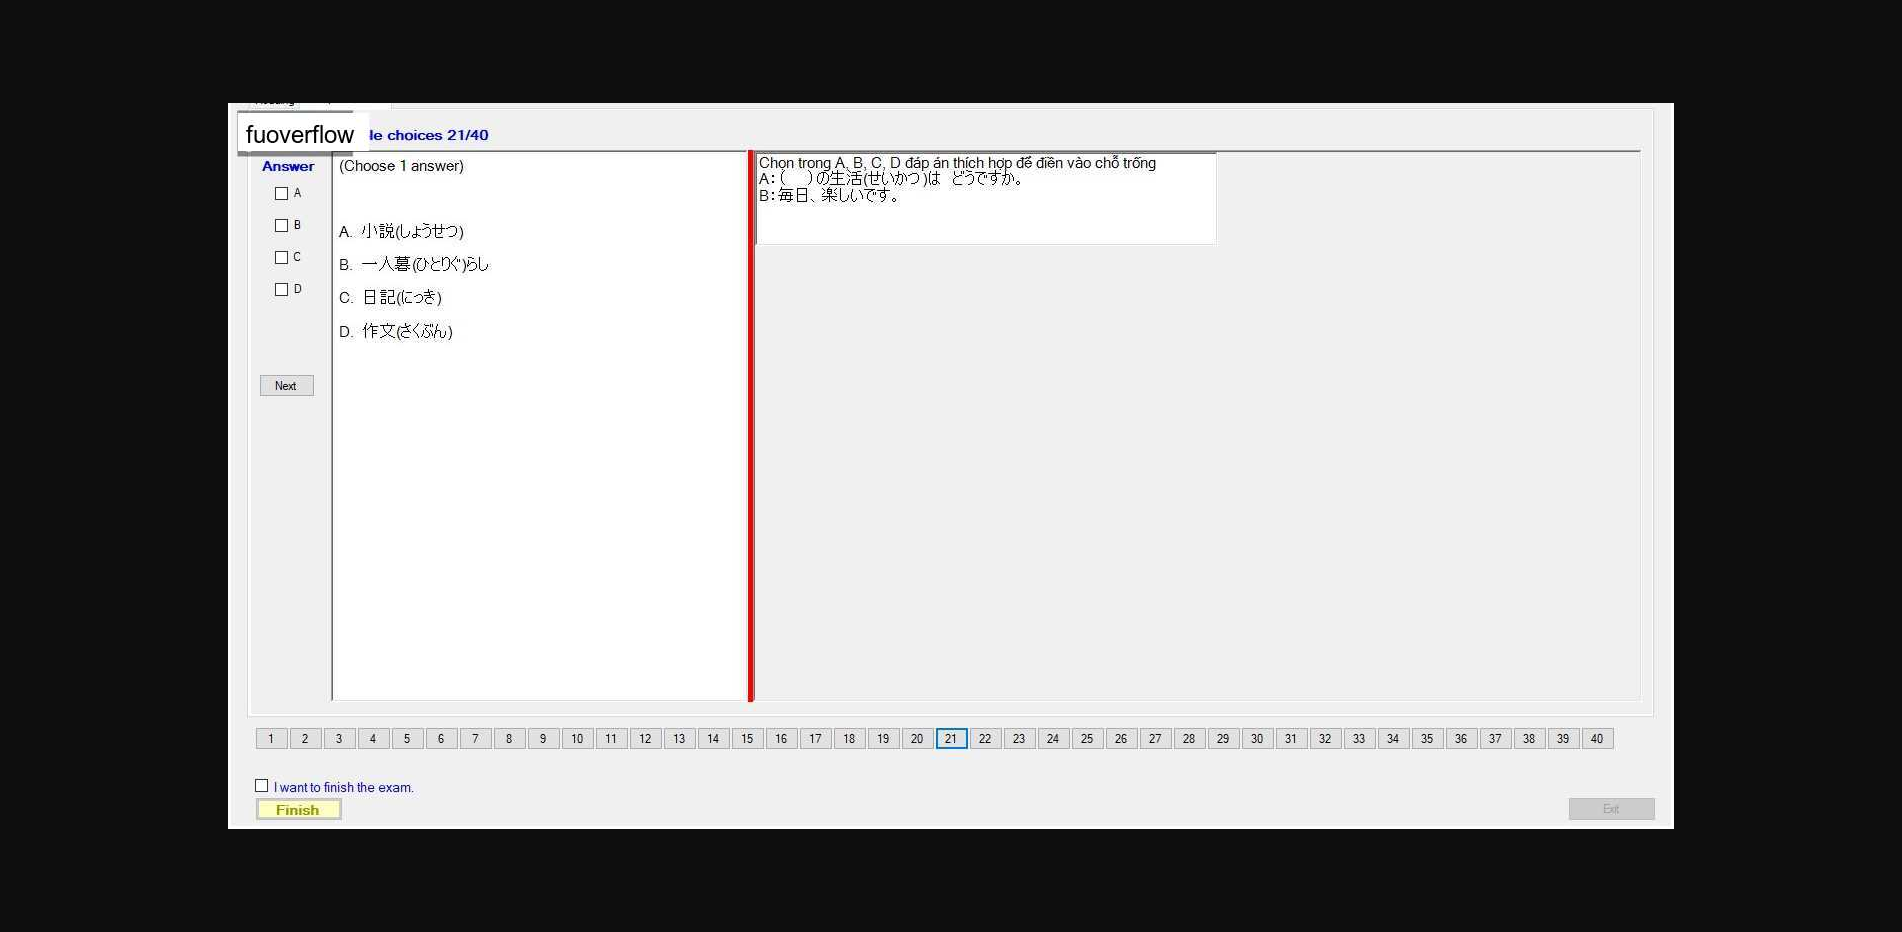 fuoverflow
le choices 21/40
Answer
A
B
C
D
Next
(Choose 1 answer)
A. 小説(しょうせつ)
B. 一人暮(ひとりぐ)らし
C. 日記(にっき)
D. 作文(さくぶん)
Chọn trong A, B, C, D đáp án thích hợp để điền vào chỗ trống
A：（　）の生活(せいかつ)は　どうですか。
B：毎日、楽しいです。
1 2 3 4 5 6 7 8 9 10 11 12 13 14 15 16 17 18 19 20 21 22 23 24 25 26 27 28 29 30 31 32 33 34 35 36 37 38 39 40
I want to finish the exam.
Finish
Exit